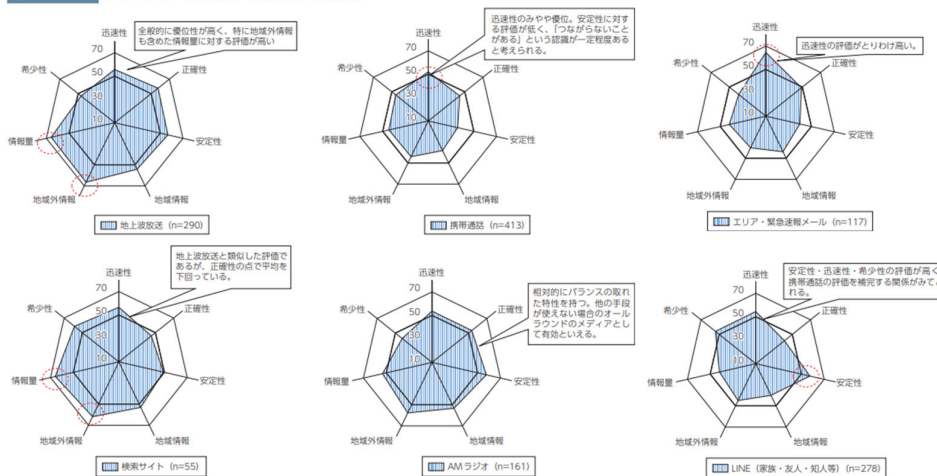 全般的に優位性が高く、特に地域外情報
も含めた情報量に対する評価が高い
迅速性
正確性
安定性
地域情報
地域外情報
情報量
希少性
70
50
30
10
地上波放送 (n=290)
迅速性のみやや優位。安定性に対す
る評価が低く、「つながらないこと
がある」という認識が一定程度ある
と考えられる。
迅速性
正確性
安定性
地域情報
地域外情報
情報量
希少性
70
50
30
10
携帯通話 (n=413)
迅速性の評価がとりわけ高い。
迅速性
正確性
安定性
地域情報
地域外情報
情報量
希少性
70
50
30
10
エリア・緊急速報メール (n=117)
地上波放送と類似した評価で
あるが、正確性の点で平均を
下回っている。
迅速性
正確性
安定性
地域情報
地域外情報
情報量
希少性
70
50
30
10
検索サイト (n=55)
相対的にバランスの取れ
た特性を持つ。他の手段
が使えない場合のオール
ラウンドのメディアとし
て有効といえる。
迅速性
正確性
安定性
地域情報
地域外情報
情報量
希少性
70
50
30
10
AMラジオ (n=161)
安定性・迅速性・希少性の評価が高く
携帯通話の評価を補完する関係がみて
れる。
迅速性
正確性
安定性
地域情報
地域外情報
情報量
希少性
70
50
30
10
LINE (家族・友人・知人等) (n=278)